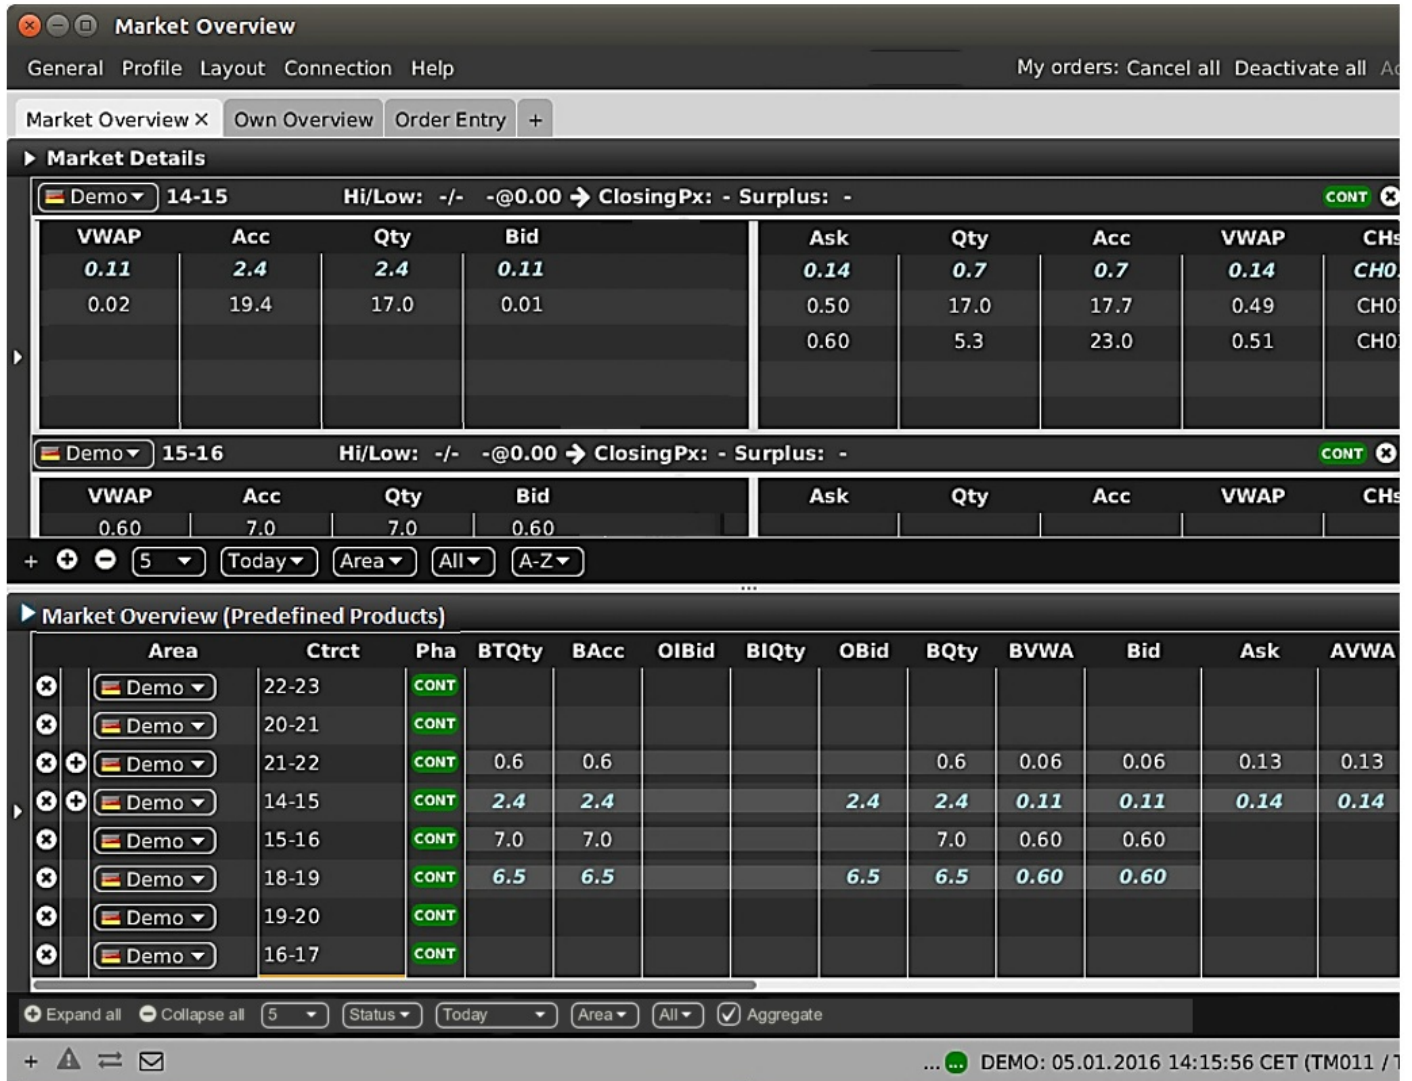 Market Overview
General Profile Layout Connection Help My orders: Cancel all Deactivate all
Market Overview × Own Overview Order Entry +
Market Details
Demo 14-15 Hi/Low: -/- -@0.00 → ClosingPx: - Surplus: - CONT
VWAP Acc Qty Bid Ask Qty Acc VWAP CHs
0.11 2.4 2.4 0.11 0.14 0.7 0.7 0.14 CH0
0.02 19.4 17.0 0.01 0.50 17.0 17.7 0.49 CH0
0.60 5.3 23.0 0.51 CH0
Demo 15-16 Hi/Low: -/- -@0.00 → ClosingPx: - Surplus: - CONT
VWAP Acc Qty Bid Ask Qty Acc VWAP CHs
0.60 7.0 7.0 0.60
+ 5 Today Area All A-Z
Market Overview (Predefined Products)
Area Ctrct Pha BTQty BAcc OIBid BIQty OBid BQty BVWA Bid Ask AVWA
Demo 22-23 CONT
Demo 20-21 CONT
Demo 21-22 CONT 0.6 0.6 0.6 0.06 0.06 0.13 0.13
Demo 14-15 CONT 2.4 2.4 2.4 2.4 0.11 0.11 0.14 0.14
Demo 15-16 CONT 7.0 7.0 7.0 0.60 0.60
Demo 18-19 CONT 6.5 6.5 6.5 6.5 0.60 0.60
Demo 19-20 CONT
Demo 16-17 CONT
Expand all Collapse all 5 Status Today Area All Aggregate
+ ... DEMO: 05.01.2016 14:15:56 CET (TM011 /